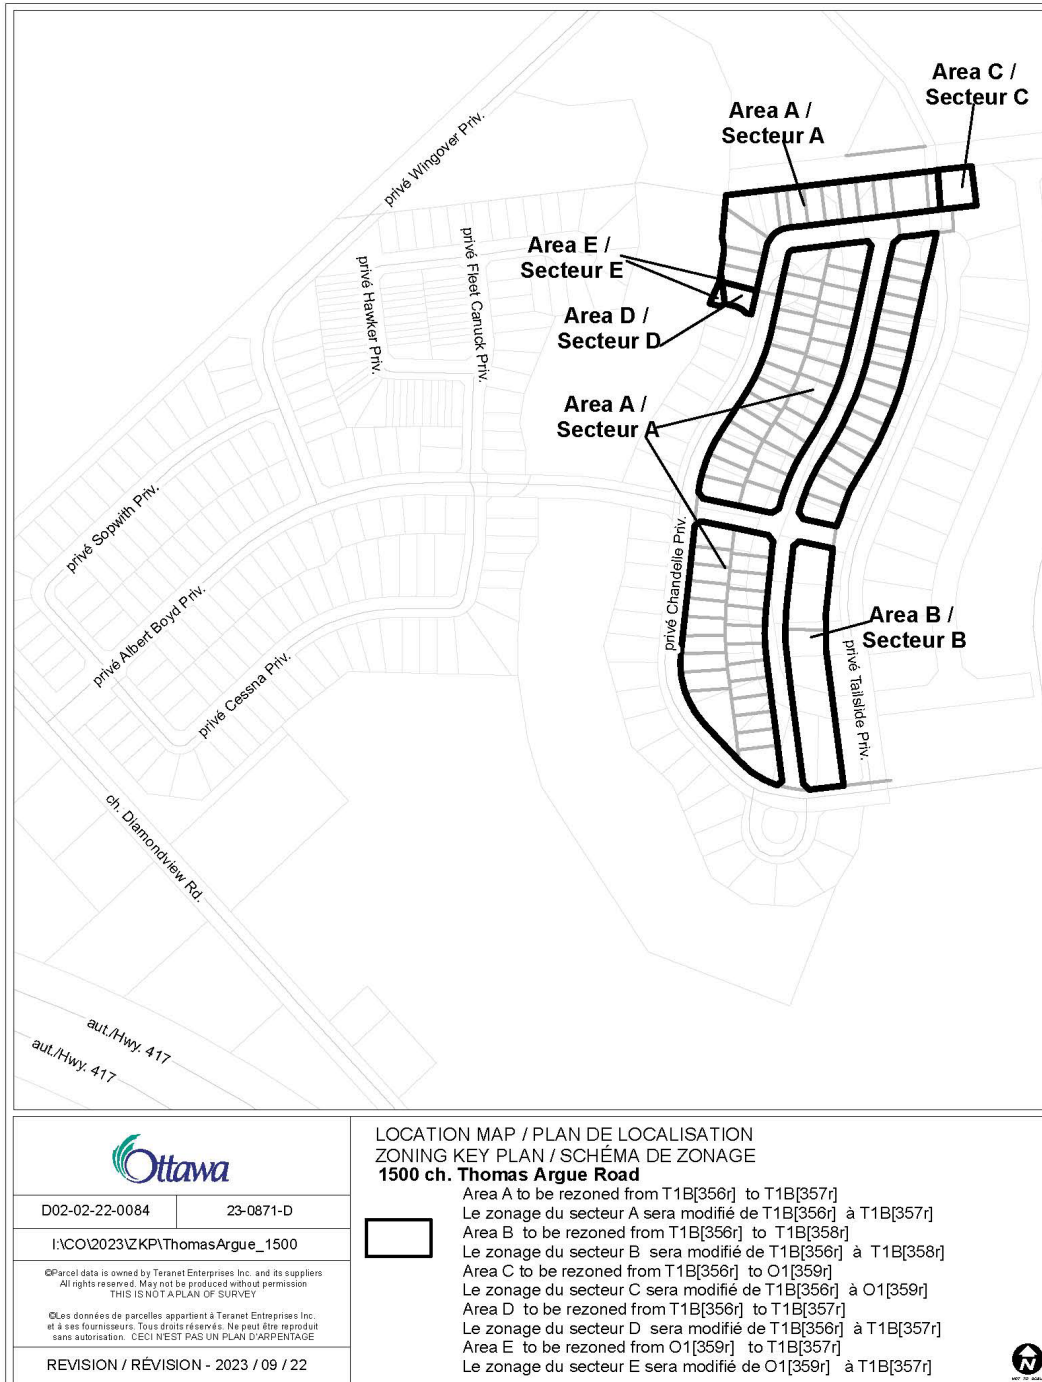 Area C /
Secteur C
Area A /
Secteur A
privé Wingover Priv.
Area E /
Secteur E
privé Fleet Canuck Priv.
privé Hawker Priv.
Area D /
Secteur D
Area A /
Secteur A
privé Sopwith Priv.
privé Chandelle Priv.
privé Albert Boyd Priv.
Area B /
Secteur B
privé Cessna Priv.
privé Tailslide Priv.
ch. Diamondview Rd.
aut./Hwy. 417
aut./Hwy. 417
Ottawa
D02-02-22-0084
23-0871-D
I:\CO\2023\ZKP\ThomasArgue_1500
©Parcel data is owned by Teranet Enterprises Inc. and its suppliers
All rights reserved. May not be produced without permission
THIS IS NOT A PLAN OF SURVEY
©Les données de parcelles appartient à Teranet Entreprises Inc.
et à ses fournisseurs. Tous droits réservés. Ne peut être reproduit
sans autorisation. CECI N'EST PAS UN PLAN D'ARPENTAGE
REVISION / RÉVISION - 2023 / 09 / 22
LOCATION MAP / PLAN DE LOCALISATION
ZONING KEY PLAN / SCHÉMA DE ZONAGE
1500 ch. Thomas Argue Road
Area A to be rezoned from T1B[356r] to T1B[357r]
Le zonage du secteur A sera modifié de T1B[356r] à T1B[357r]
Area B to be rezoned from T1B[356r] to T1B[358r]
Le zonage du secteur B sera modifié de T1B[356r] à T1B[358r]
Area C to be rezoned from T1B[356r] to O1[359r]
Le zonage du secteur C sera modifié de T1B[356r] à O1[359r]
Area D to be rezoned from T1B[356r] to T1B[357r]
Le zonage du secteur D sera modifié de T1B[356r] à T1B[357r]
Area E to be rezoned from O1[359r] to T1B[357r]
Le zonage du secteur E sera modifié de O1[359r] à T1B[357r]
N
NOT TO SCALE